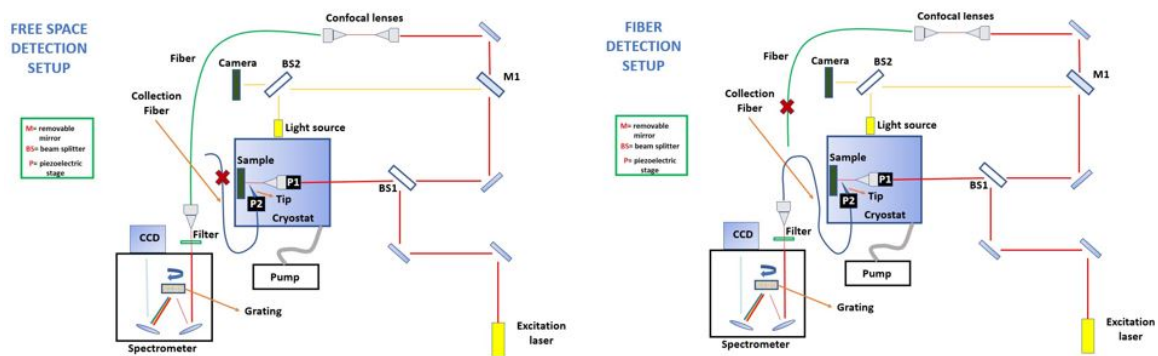 FREE SPACE
DETECTION
SETUP
Confocal lenses
Fiber
Camera
BS2
M1
Collection
Fiber
Light source
M= removable
mirror
BS= beam splitter
P= piezoelectric
stage
Sample
P1
BS1
Tip
P2
Cryostat
CCD
Filter
Pump
Grating
Excitation
laser
Spectrometer
FIBER
DETECTION
SETUP
Confocal lenses
Fiber
Camera
BS2
M1
Collection
Fiber
Light source
M= removable
mirror
BS= beam splitter
P= piezoelectric
stage
Sample
P1
BS1
Tip
P2
Cryostat
CCD
Filter
Pump
Grating
Excitation
laser
Spectrometer